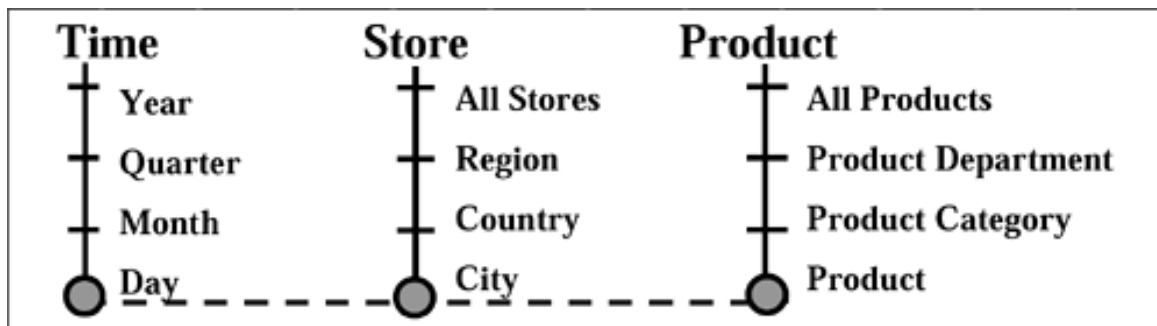 Time Store Product
Year All Stores All Products
Quarter Region Product Department
Month Country Product Category
Day City Product